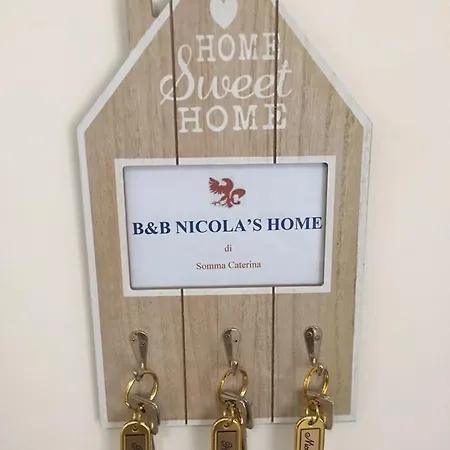 HOME
Sweet
HOME
B&B NICOLA'S HOME
di
Somma Caterina